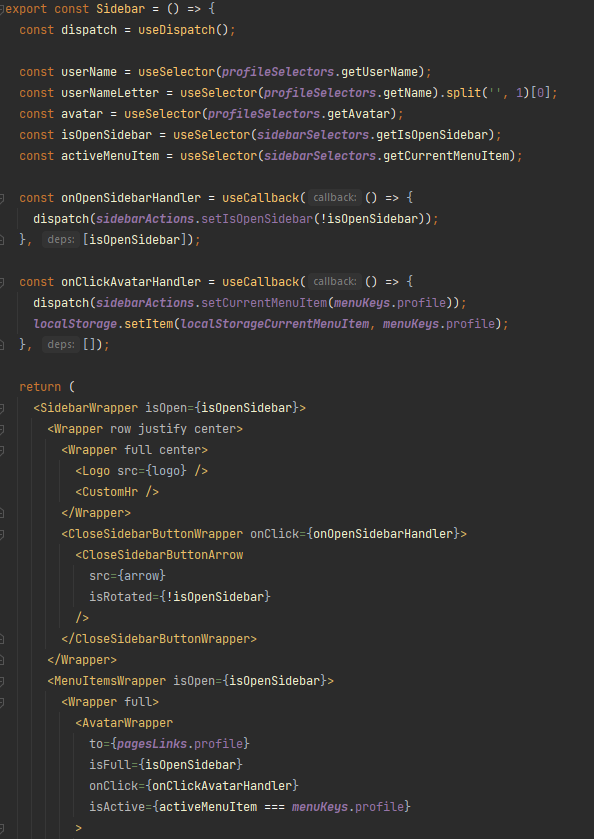 export const Sidebar = () => {
  const dispatch = useDispatch();

  const userName = useSelector(profileSelectors.getUserName);
  const userNameLetter = useSelector(profileSelectors.getName).split('', 1)[0];
  const avatar = useSelector(profileSelectors.getAvatar);
  const isOpenSidebar = useSelector(sidebarSelectors.getIsOpenSidebar);
  const activeMenuItem = useSelector(sidebarSelectors.getCurrentMenuItem);

  const onOpenSidebarHandler = useCallback( callback: () => {
    dispatch(sidebarActions.setIsOpenSidebar(!isOpenSidebar));
  }, deps: [isOpenSidebar]);

  const onClickAvatarHandler = useCallback( callback: () => {
    dispatch(sidebarActions.setCurrentMenuItem(menuKeys.profile));
    localStorage.setItem(localStorageCurrentMenuItem, menuKeys.profile);
  }, deps: []);

  return (
    <SidebarWrapper isOpen={isOpenSidebar}>
      <Wrapper row justify center>
        <Wrapper full center>
          <Logo src={logo} />
          <CustomHr />
        </Wrapper>
        <CloseSidebarButtonWrapper onClick={onOpenSidebarHandler}>
          <CloseSidebarButtonArrow
            src={arrow}
            isRotated={!isOpenSidebar}
          />
        </CloseSidebarButtonWrapper>
      </Wrapper>
      <MenuItemsWrapper isOpen={isOpenSidebar}>
        <Wrapper full>
          <AvatarWrapper
            to={pagesLinks.profile}
            isFull={isOpenSidebar}
            onClick={onClickAvatarHandler}
            isActive={activeMenuItem === menuKeys.profile}
          >